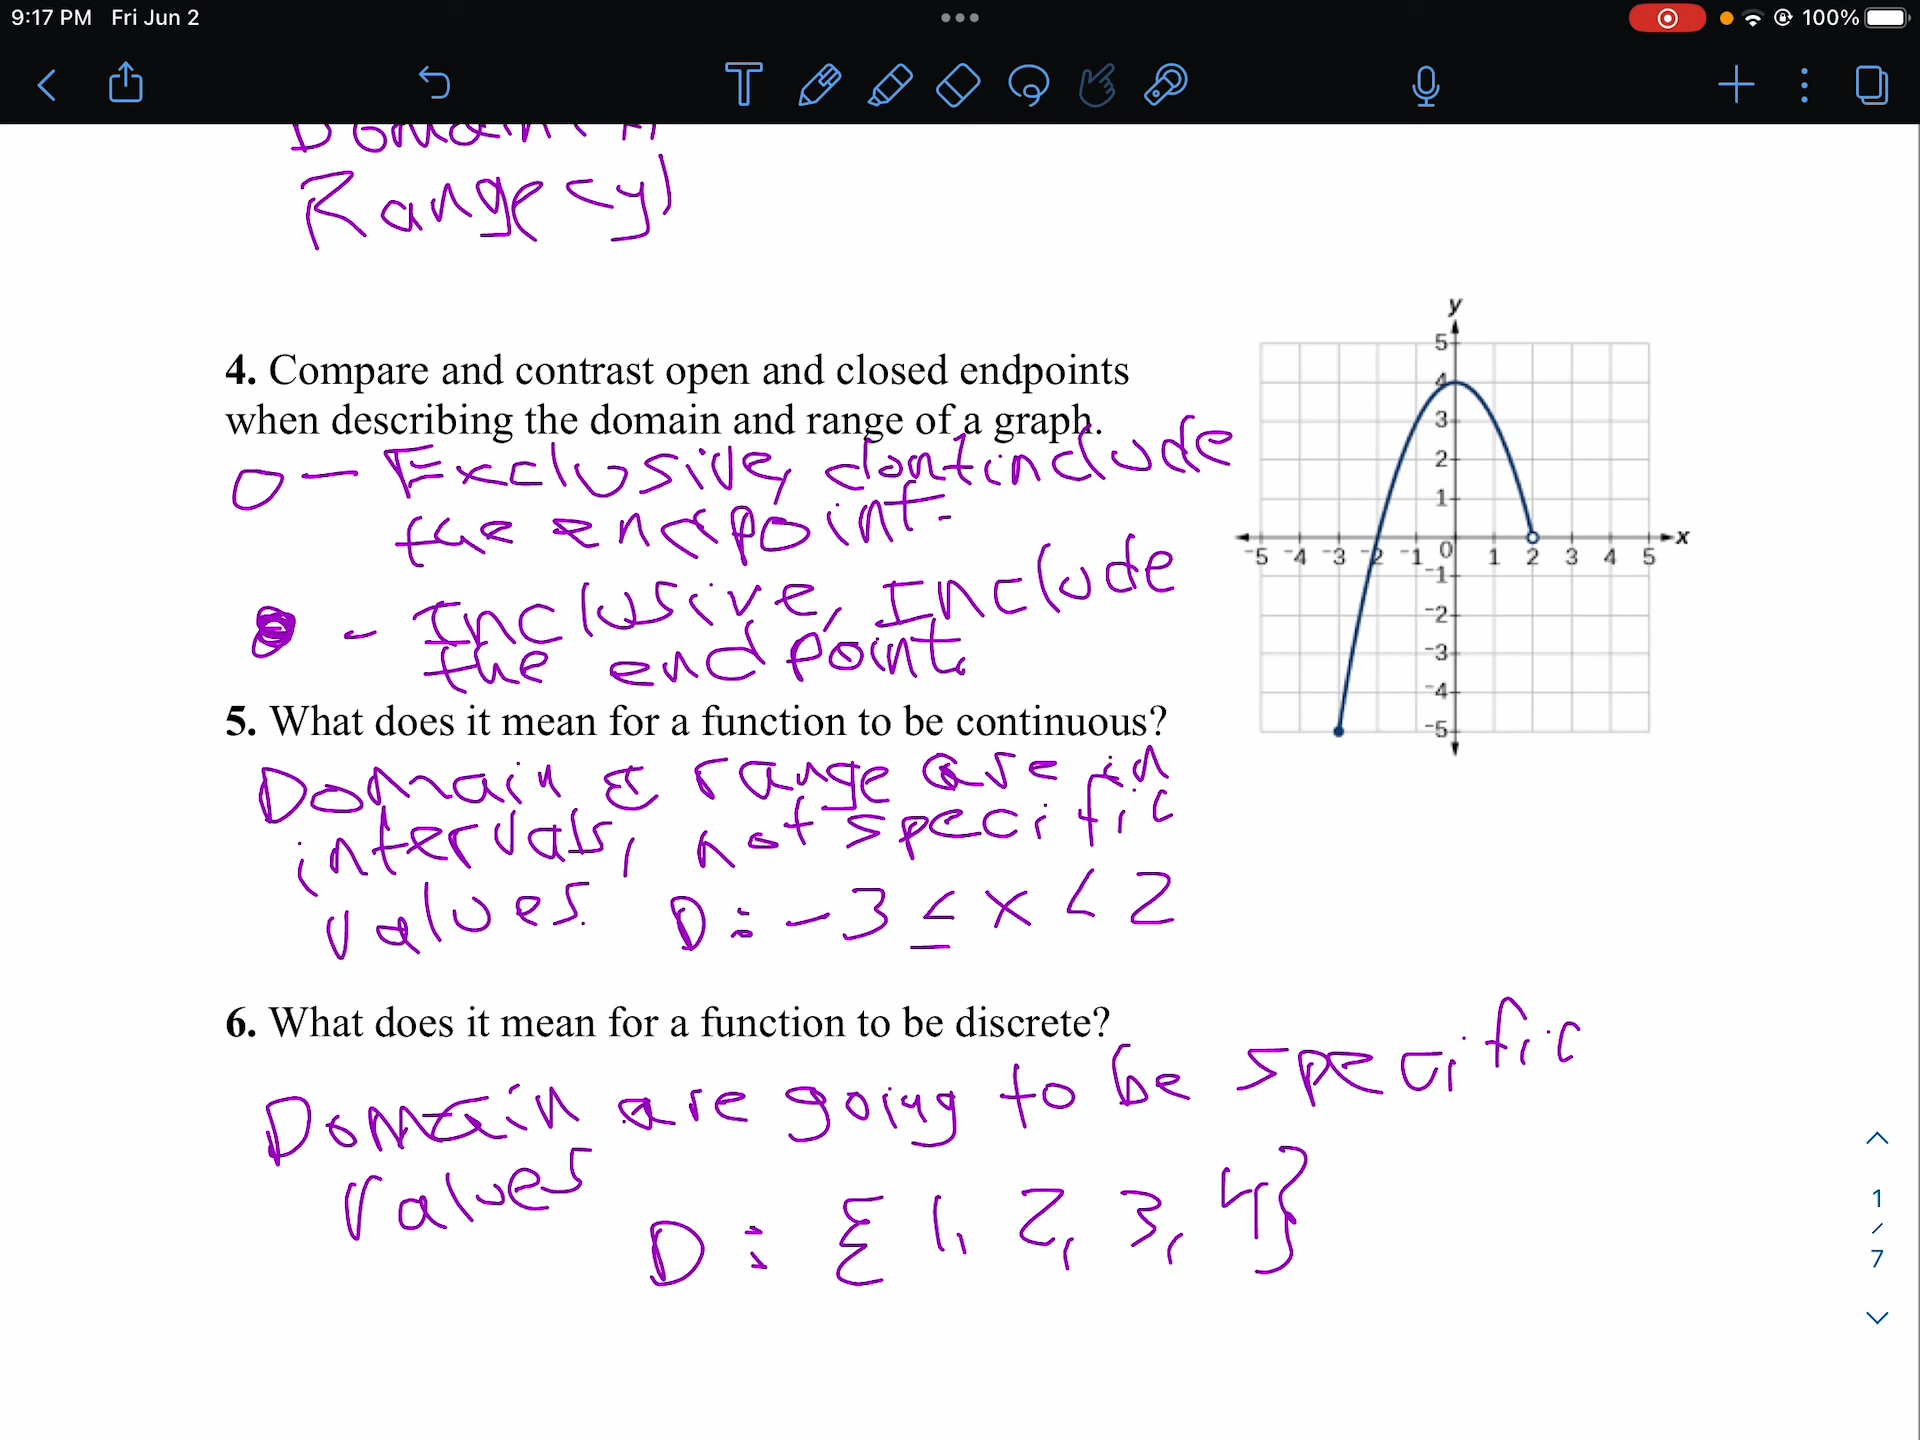 9:17 PM Fri Jun 2
100%
Domain (x)
Range (y)
4. Compare and contrast open and closed endpoints
when describing the domain and range of a graph.
O - Exclusive, dont include
the endpoint.
- Inclusive, Include
the endpoint.
y
5
4
3
2
1
-5 -4 -3 -2 -1 0 1 2 3 4 5 x
-1
-2
-3
-4
-5
5. What does it mean for a function to be continuous?
Domain & range are in
intervals, not specific
values. D: -3 ≤ x < 2
6. What does it mean for a function to be discrete?
Domain are going to be specific
values
D: {1, 2, 3, 4}
1
/
7